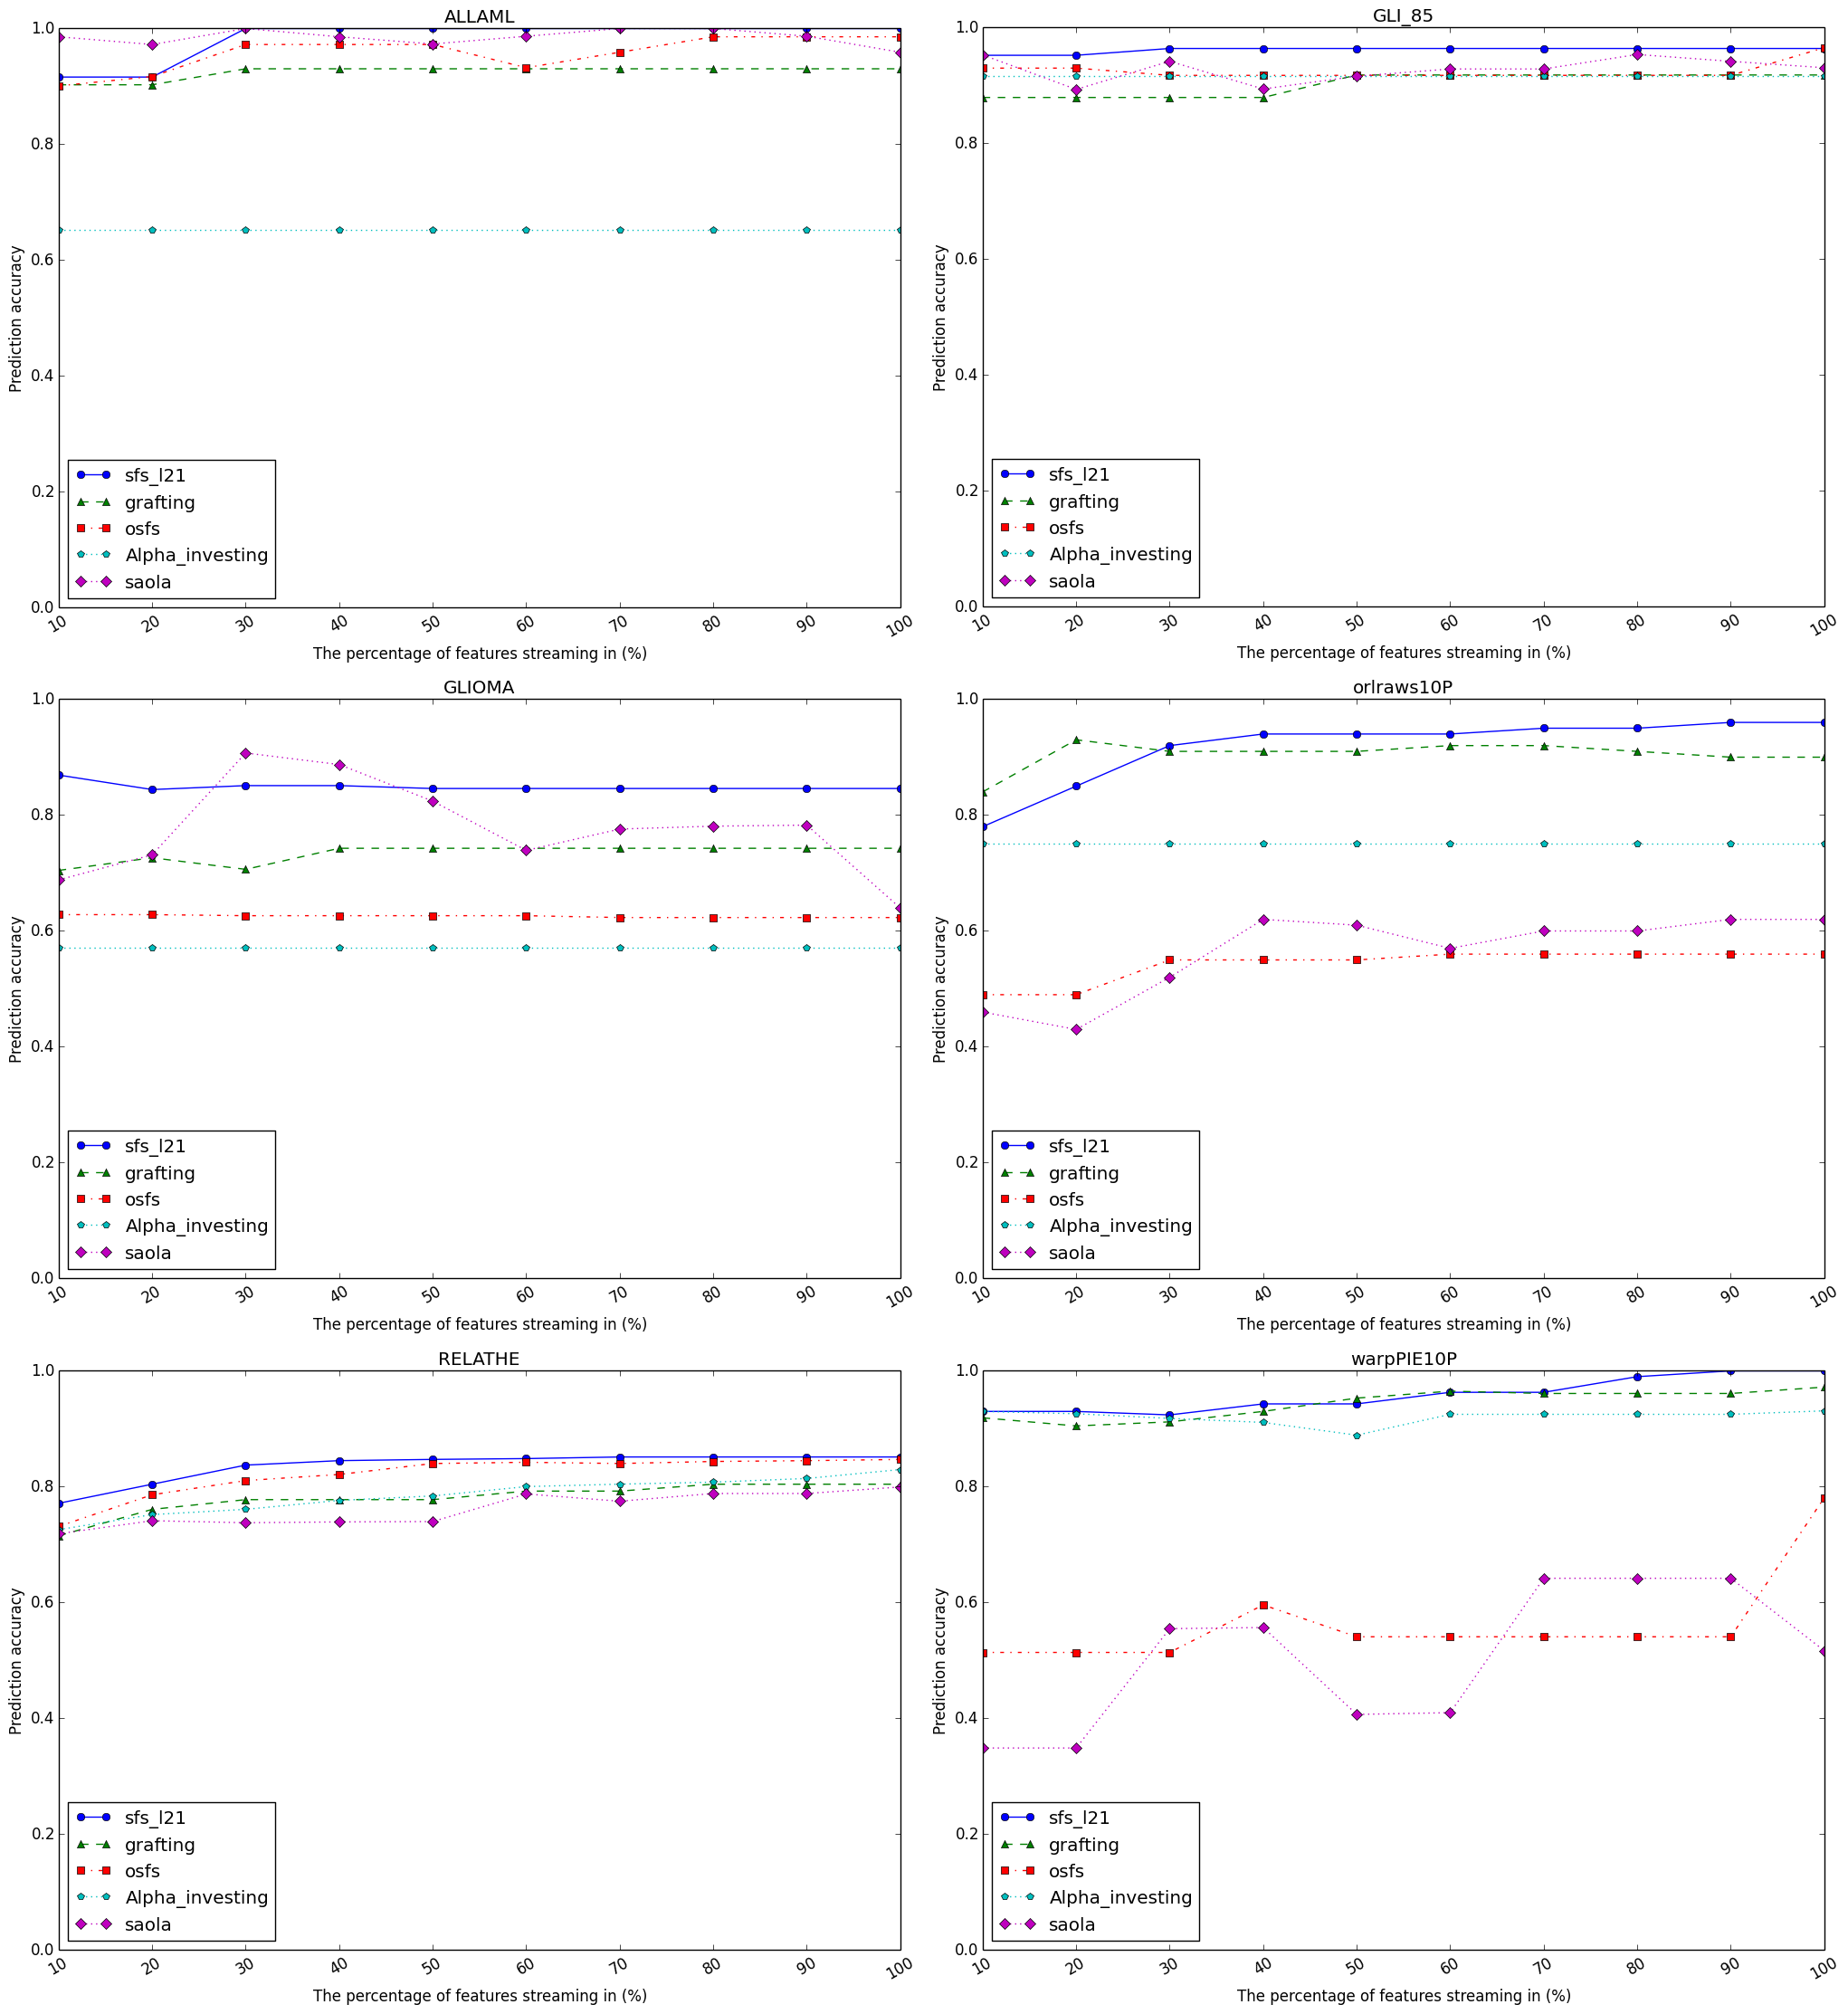 ALLAML
1.0
0.8
0.6
0.4
0.2
0.0
Prediction accuracy
sfs_l21
grafting
osfs
Alpha_investing
saola
10 20 30 40 50 60 70 80 90 100
The percentage of features streaming in (%)
GLI_85
1.0
0.8
0.6
0.4
0.2
0.0
Prediction accuracy
sfs_l21
grafting
osfs
Alpha_investing
saola
10 20 30 40 50 60 70 80 90 100
The percentage of features streaming in (%)
GLIOMA
1.0
0.8
0.6
0.4
0.2
0.0
Prediction accuracy
sfs_l21
grafting
osfs
Alpha_investing
saola
10 20 30 40 50 60 70 80 90 100
The percentage of features streaming in (%)
orlraws10P
1.0
0.8
0.6
0.4
0.2
0.0
Prediction accuracy
sfs_l21
grafting
osfs
Alpha_investing
saola
10 20 30 40 50 60 70 80 90 100
The percentage of features streaming in (%)
RELATHE
1.0
0.8
0.6
0.4
0.2
0.0
Prediction accuracy
sfs_l21
grafting
osfs
Alpha_investing
saola
10 20 30 40 50 60 70 80 90 100
The percentage of features streaming in (%)
warpPIE10P
1.0
0.8
0.6
0.4
0.2
0.0
Prediction accuracy
sfs_l21
grafting
osfs
Alpha_investing
saola
10 20 30 40 50 60 70 80 90 100
The percentage of features streaming in (%)